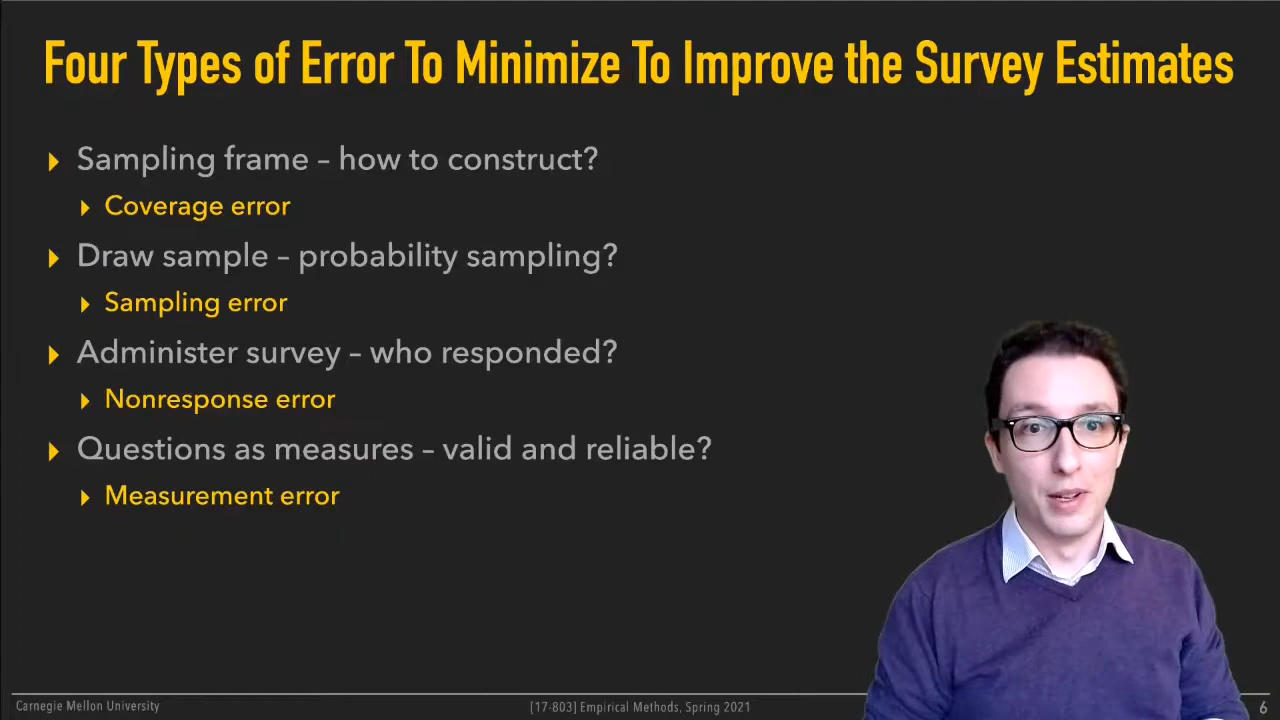 Four Types of Error To Minimize To Improve the Survey Estimates
Sampling frame – how to construct?
Coverage error
Draw sample – probability sampling?
Sampling error
Administer survey – who responded?
Nonresponse error
Questions as measures – valid and reliable?
Measurement error
Carnegie Mellon University
[17-803] Empirical Methods, Spring 2021
6